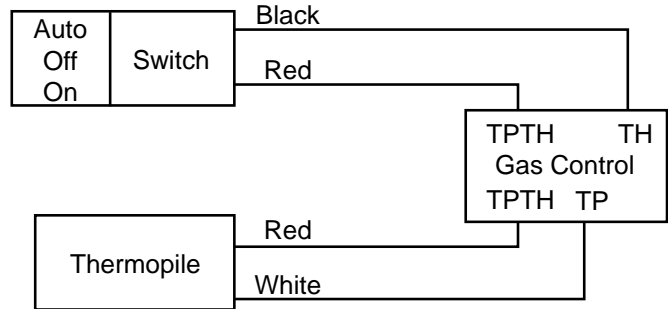 Black
Auto
Off
On
Switch
Red
TPTH TH
Gas Control
TPTH TP
Red
Thermopile
White